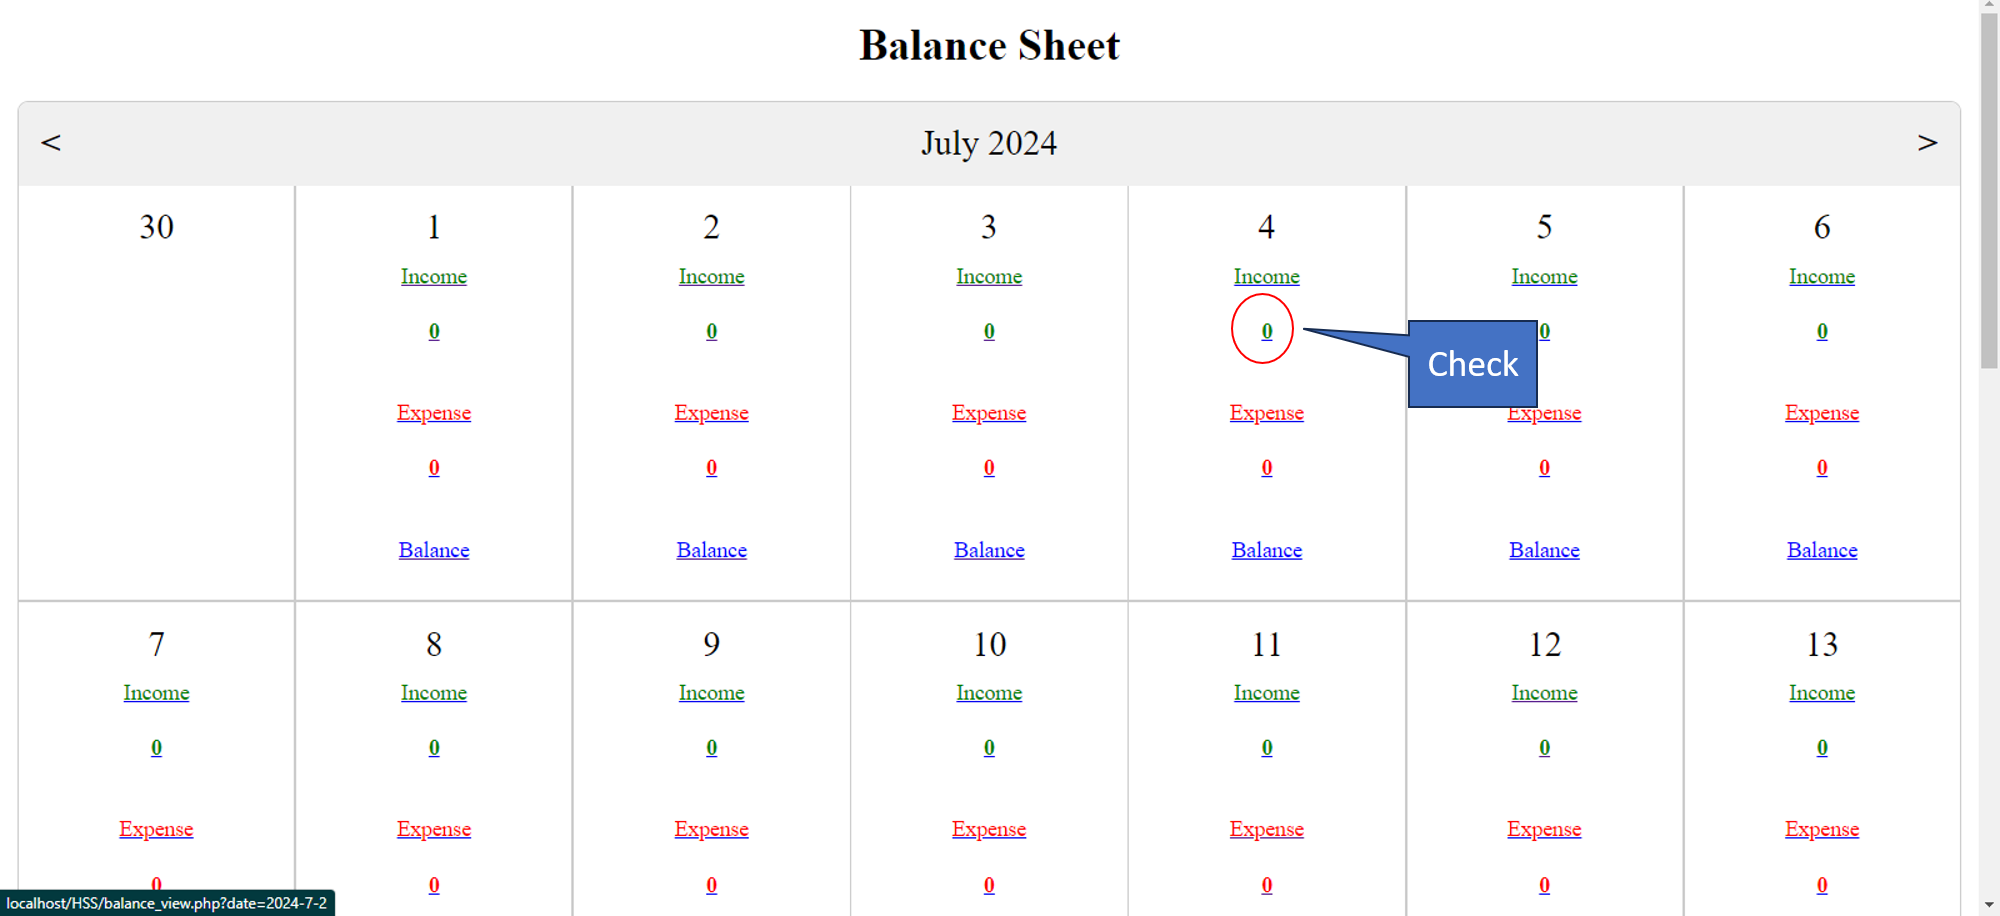 Balance Sheet
< July 2024 >
30 1 2 3 4 5 6
Income Income Income Income Income Income
0 0 0 0 0 0
Check
Expense Expense Expense Expense Expense Expense
0 0 0 0 0 0
Balance Balance Balance Balance Balance Balance
7 8 9 10 11 12 13
Income Income Income Income Income Income Income
0 0 0 0 0 0 0
Expense Expense Expense Expense Expense Expense Expense
0 0 0 0 0 0 0
localhost/HSS/balance_view.php?date=2024-7-2